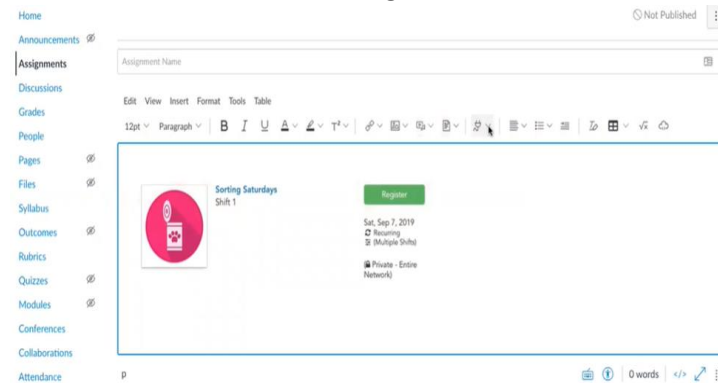 Home
Not Published
Announcements
Assignments
Assignment Name
Discussions
Edit View Insert Format Tools Table
Grades
12pt Paragraph B I U A T²
People
Pages
Files
Sorting Saturdays
Register
Shift 1
Syllabus
Sat, Sep 7, 2019
Outcomes
Recurring
(Multiple Shifts)
Rubrics
Private - Entire
Network)
Quizzes
Modules
Conferences
Collaborations
Attendance
p
0 words </>